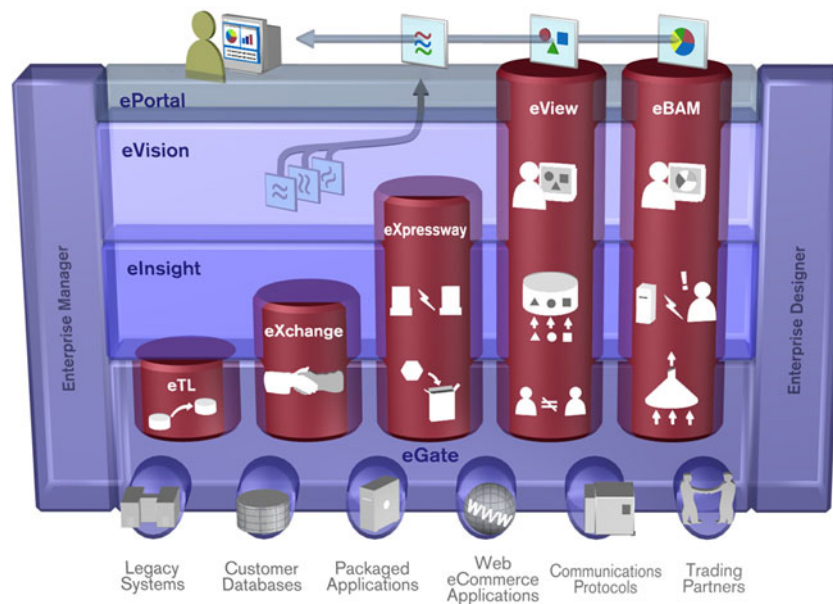 ePortal
eView
eBAM
eVision
eXpressway
eInsight
eXchange
eTL
eGate
Enterprise Manager
Enterprise Designer
WWW
Legacy
Systems
Customer
Databases
Packaged
Applications
Web
eCommerce
Applications
Communications
Protocols
Trading
Partners